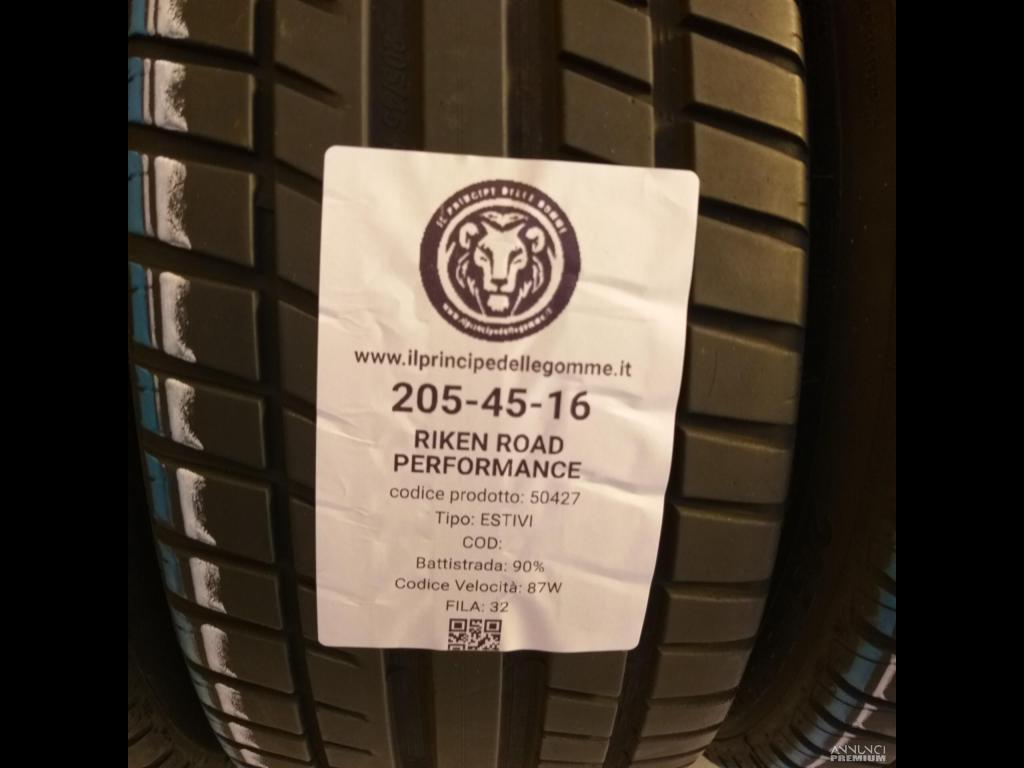 IL PRINCIPE DELLE GOMME
www.ilprincipedellegomme.it
www.ilprincipedellegomme.it
205-45-16
RIKEN ROAD
PERFORMANCE
codice prodotto: 50427
Tipo: ESTIVI
COD:
Battistrada: 90%
Codice Velocità: 87W
FILA: 32
ANNUNCI
PREMIUM